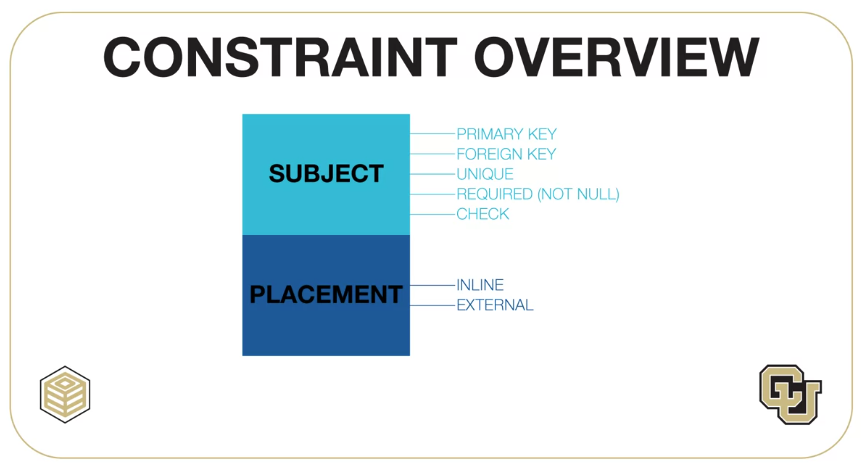 CONSTRAINT OVERVIEW
SUBJECT
PRIMARY KEY
FOREIGN KEY
UNIQUE
REQUIRED (NOT NULL)
CHECK
PLACEMENT
INLINE
EXTERNAL
CU